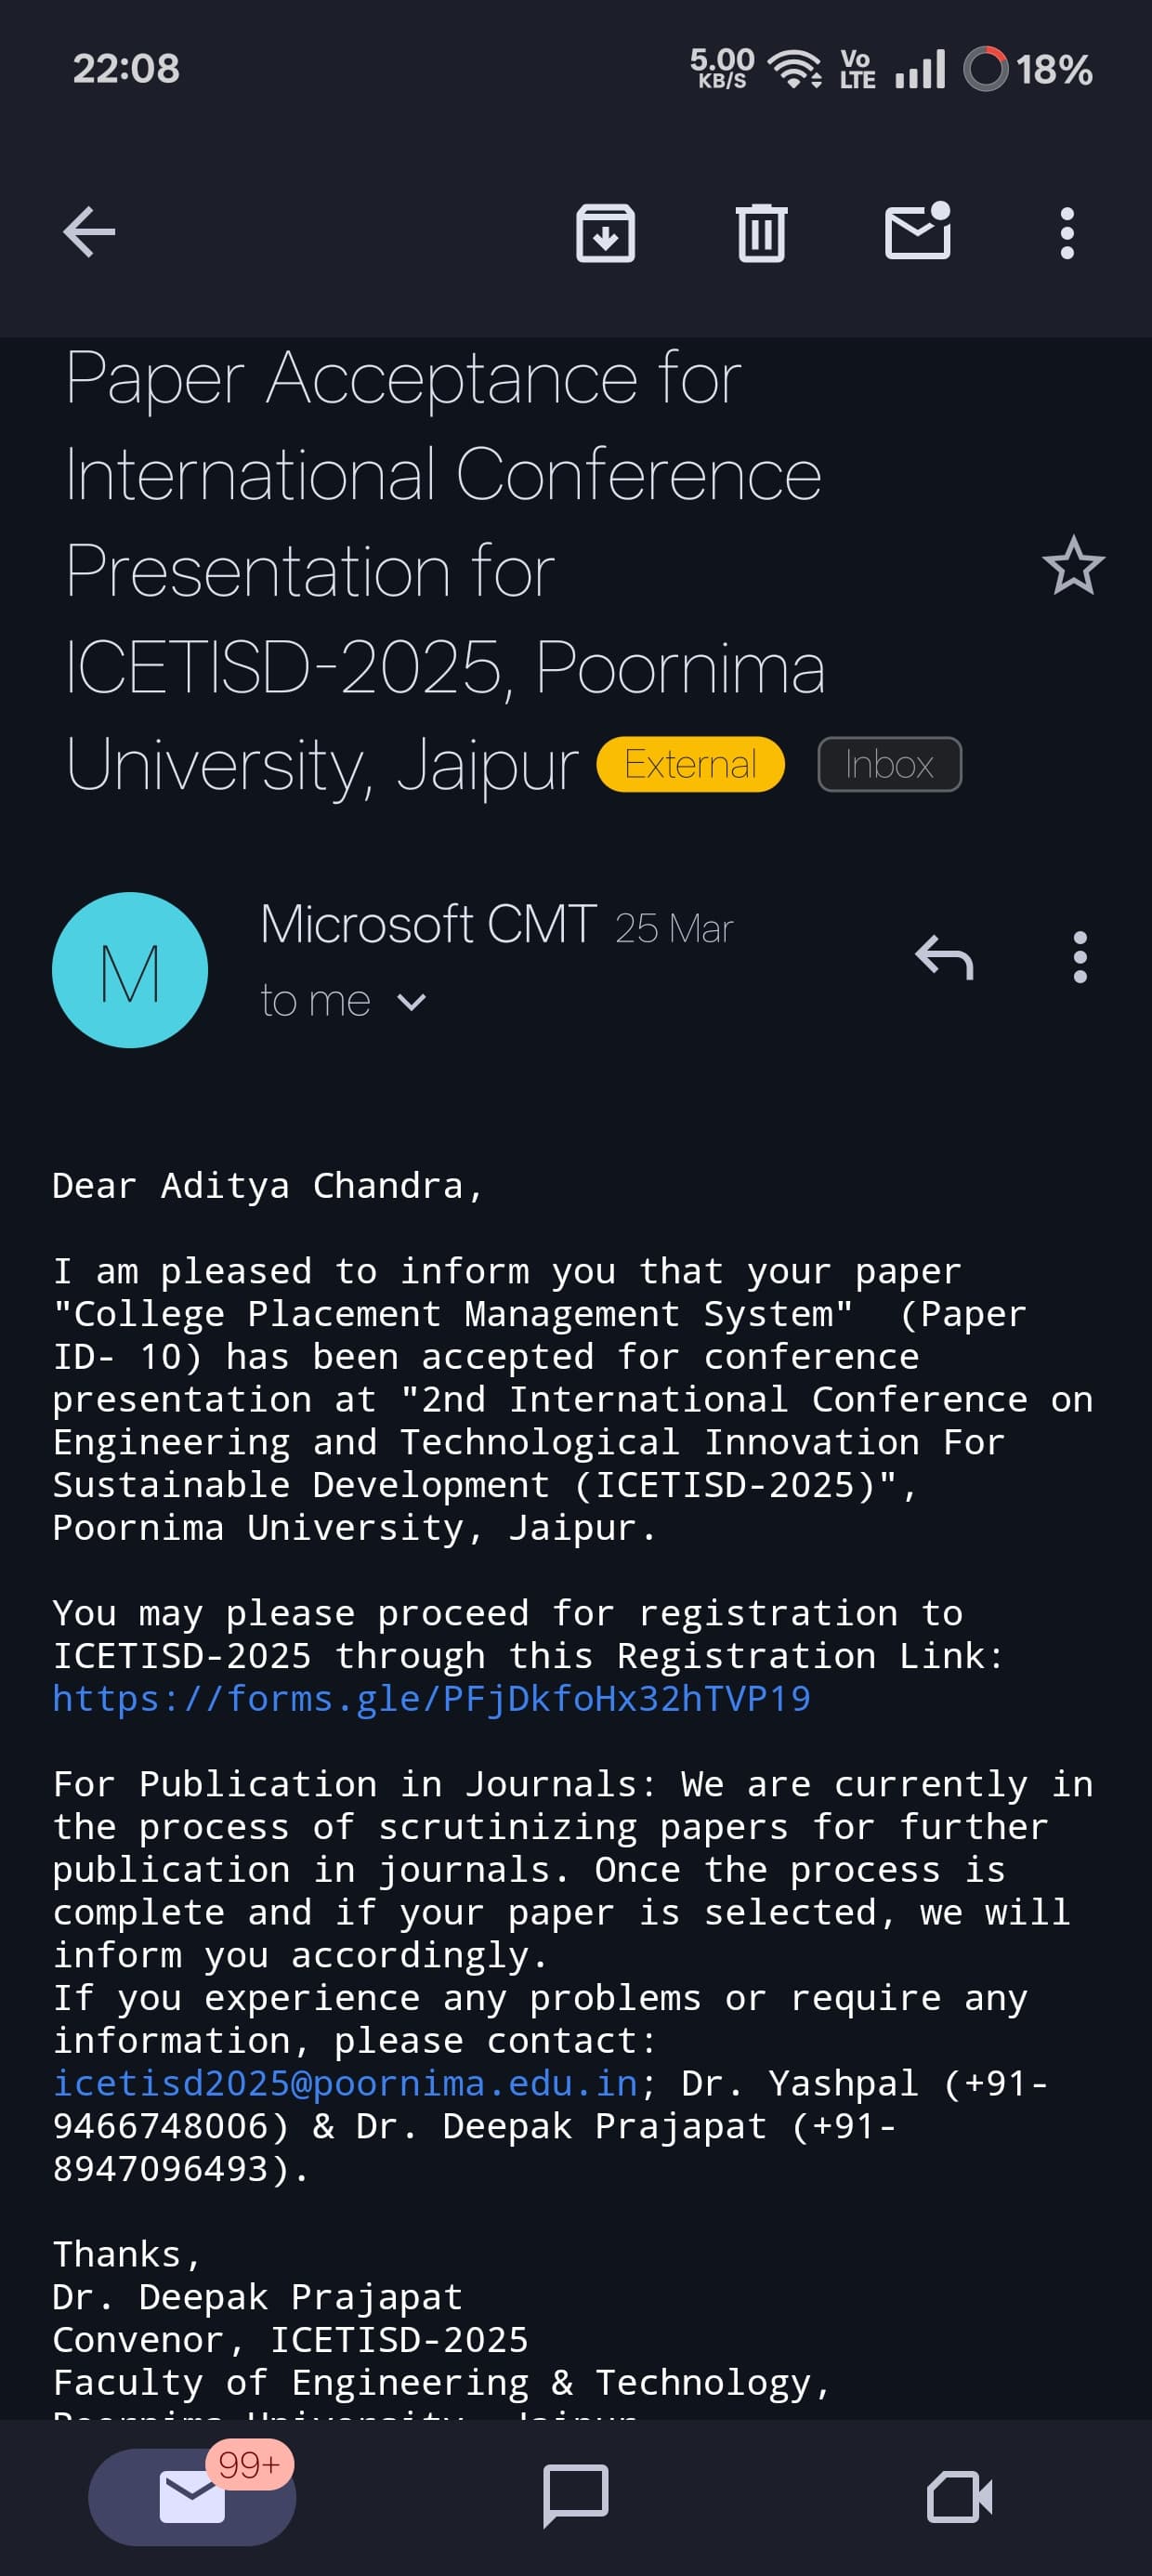 22:08
5.00 KB/S Vo LTE 18%
Paper Acceptance for
International Conference
Presentation for
ICETISD-2025, Poornima
University, Jaipur External Inbox
M
Microsoft CMT 25 Mar
to me
Dear Aditya Chandra,
I am pleased to inform you that your paper
"College Placement Management System"  (Paper
ID- 10) has been accepted for conference
presentation at "2nd International Conference on
Engineering and Technological Innovation For
Sustainable Development (ICETISD-2025)",
Poornima University, Jaipur.
You may please proceed for registration to
ICETISD-2025 through this Registration Link:
https://forms.gle/PFjDkfoHx32hTVP19
For Publication in Journals: We are currently in
the process of scrutinizing papers for further
publication in journals. Once the process is
complete and if your paper is selected, we will
inform you accordingly.
If you experience any problems or require any
information, please contact:
icetisd2025@poornima.edu.in; Dr. Yashpal (+91-
9466748006) & Dr. Deepak Prajapat (+91-
8947096493).
Thanks,
Dr. Deepak Prajapat
Convenor, ICETISD-2025
Faculty of Engineering & Technology,
Poornima University, Jaipur
99+